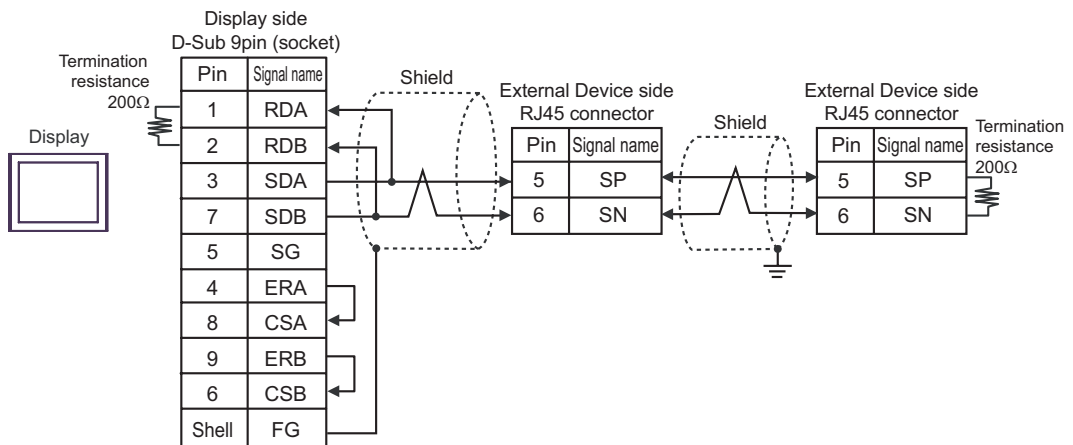 Display side
D-Sub 9pin (socket)
Termination
resistance
200Ω
Display
Pin Signal name
1 RDA
2 RDB
3 SDA
7 SDB
5 SG
4 ERA
8 CSA
9 ERB
6 CSB
Shell FG
Shield
External Device side
RJ45 connector
Pin Signal name
5 SP
6 SN
Shield
External Device side
RJ45 connector
Pin Signal name
5 SP
6 SN
Termination
resistance
200Ω